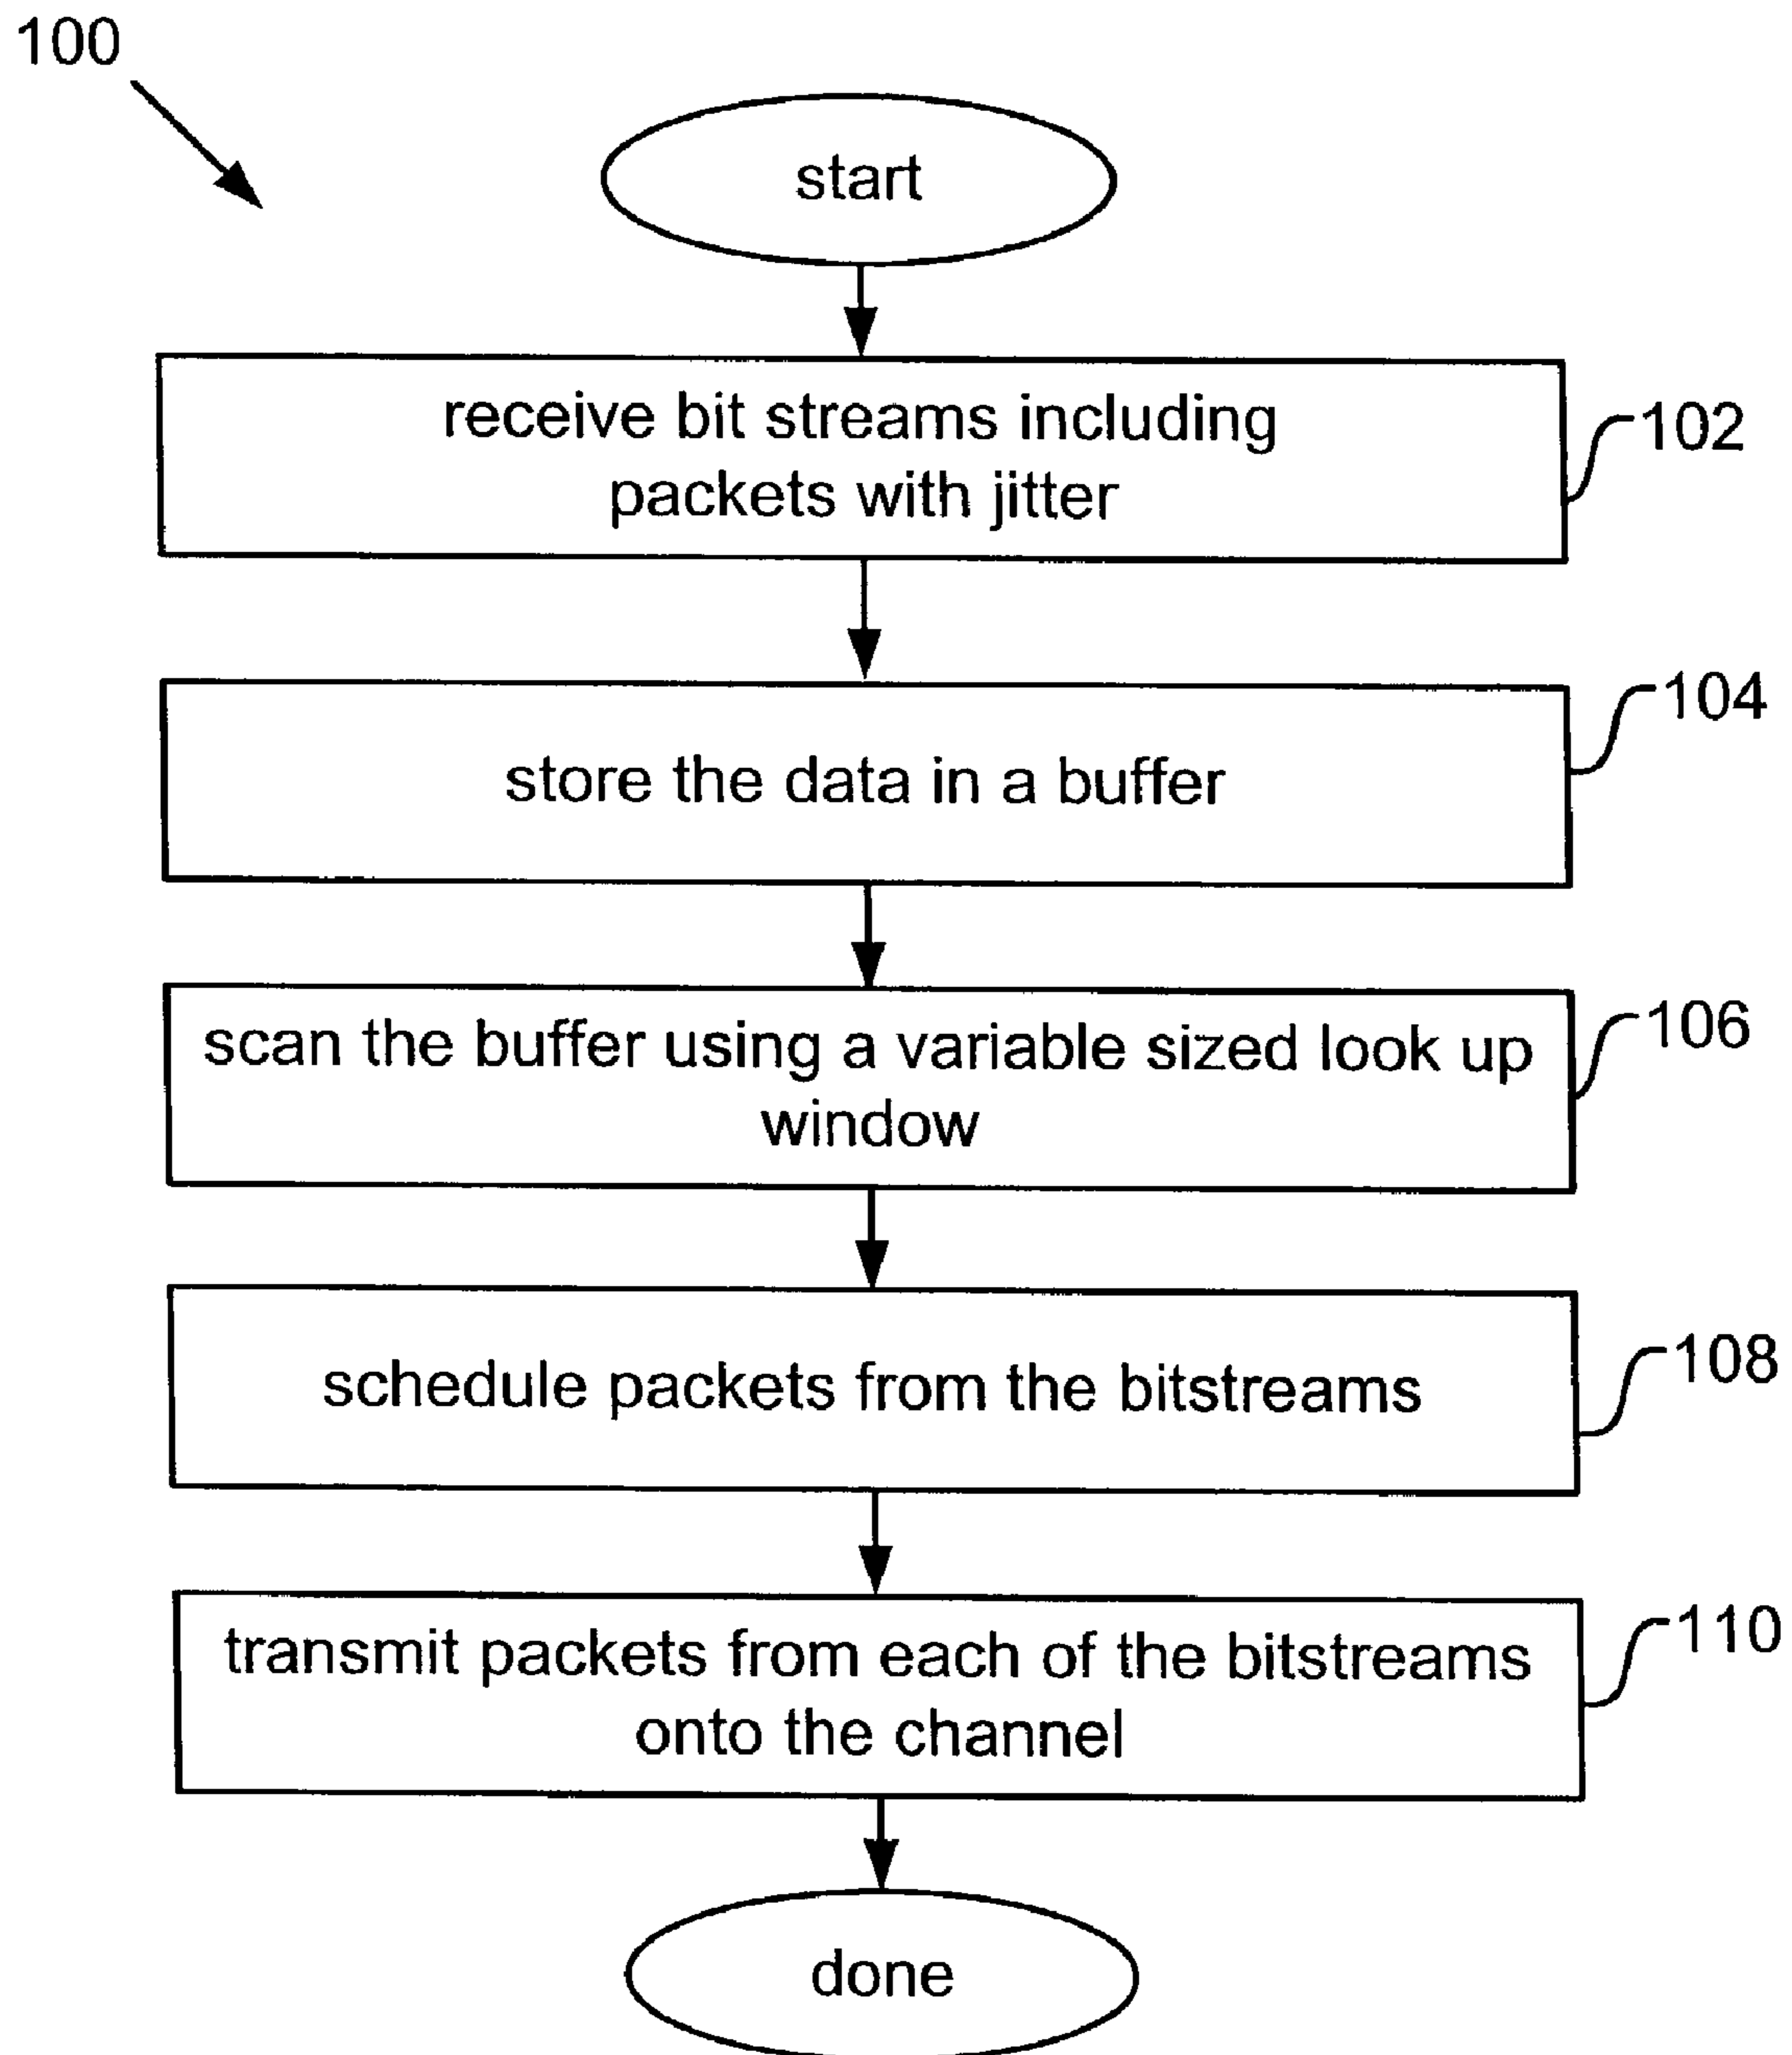 100
start
receive bit streams including
packets with jitter
102
store the data in a buffer
104
scan the buffer using a variable sized look up
window
106
schedule packets from the bitstreams
108
transmit packets from each of the bitstreams
onto the channel
110
done